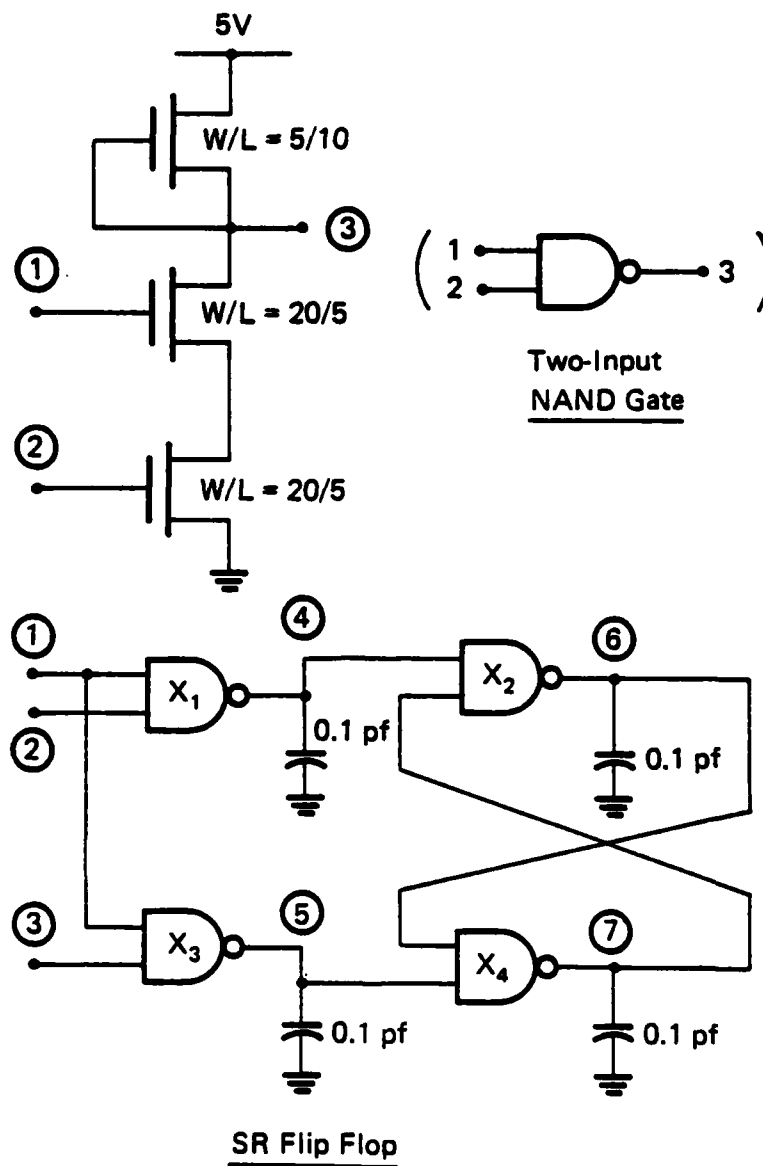 5V
W/L = 5/10
3
1
W/L = 20/5
( 1
2
3 )
Two-Input
NAND Gate
2
W/L = 20/5
1
4
6
X1
X2
2
0.1 pf
0.1 pf
3
5
7
X3
X4
0.1 pf
0.1 pf
SR Flip Flop